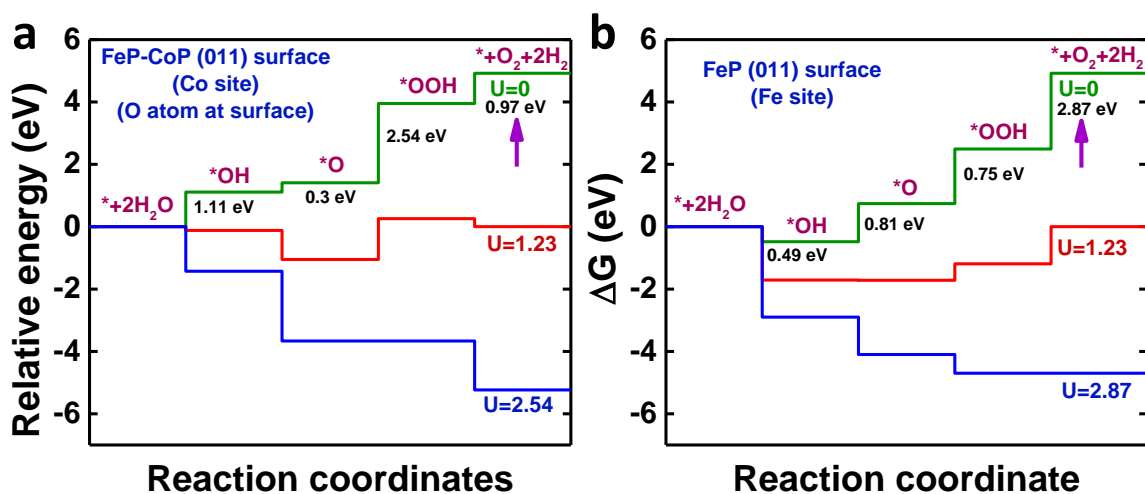 a
Relative energy (eV)
6
4
2
0
-2
-4
-6
FeP-CoP (011) surface
(Co site)
(O atom at surface)
*+2H₂O
*OH
1.11 eV
*O
0.3 eV
*OOH
2.54 eV
*+O₂+2H₂
U=0
0.97 eV
U=1.23
U=2.54
Reaction coordinates
b
ΔG (eV)
6
4
2
0
-2
-4
-6
FeP (011) surface
(Fe site)
*+2H₂O
*OH
0.49 eV
*O
0.81 eV
*OOH
0.75 eV
*+O₂+2H₂
U=0
2.87 eV
U=1.23
U=2.87
Reaction coordinate